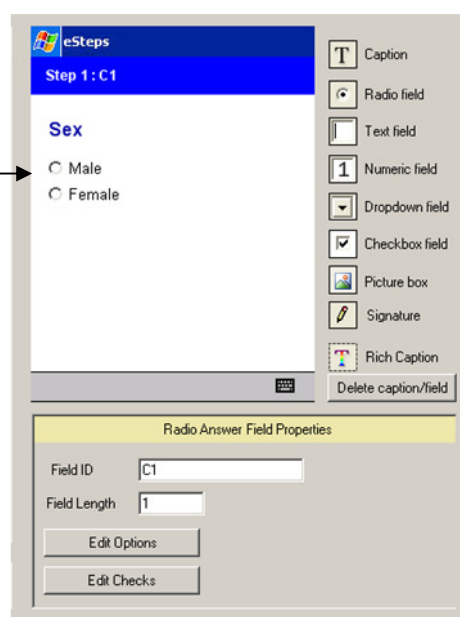 eSteps
Step 1 : C1
Sex
Male
Female
T Caption
Radio field
Text field
1 Numeric field
Dropdown field
Checkbox field
Picture box
Signature
T Rich Caption
Delete caption/field
Radio Answer Field Properties
Field ID C1
Field Length 1
Edit Options
Edit Checks